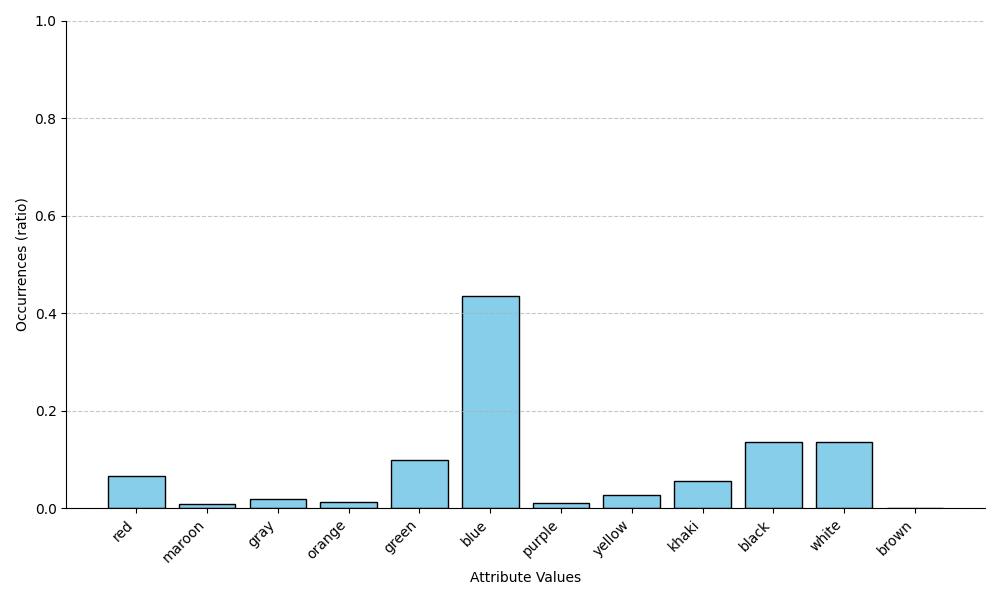 1.0
0.8
0.6
0.4
0.2
0.0
Occurrences (ratio)
red
maroon
gray
orange
green
blue
purple
yellow
khaki
black
white
brown
Attribute Values